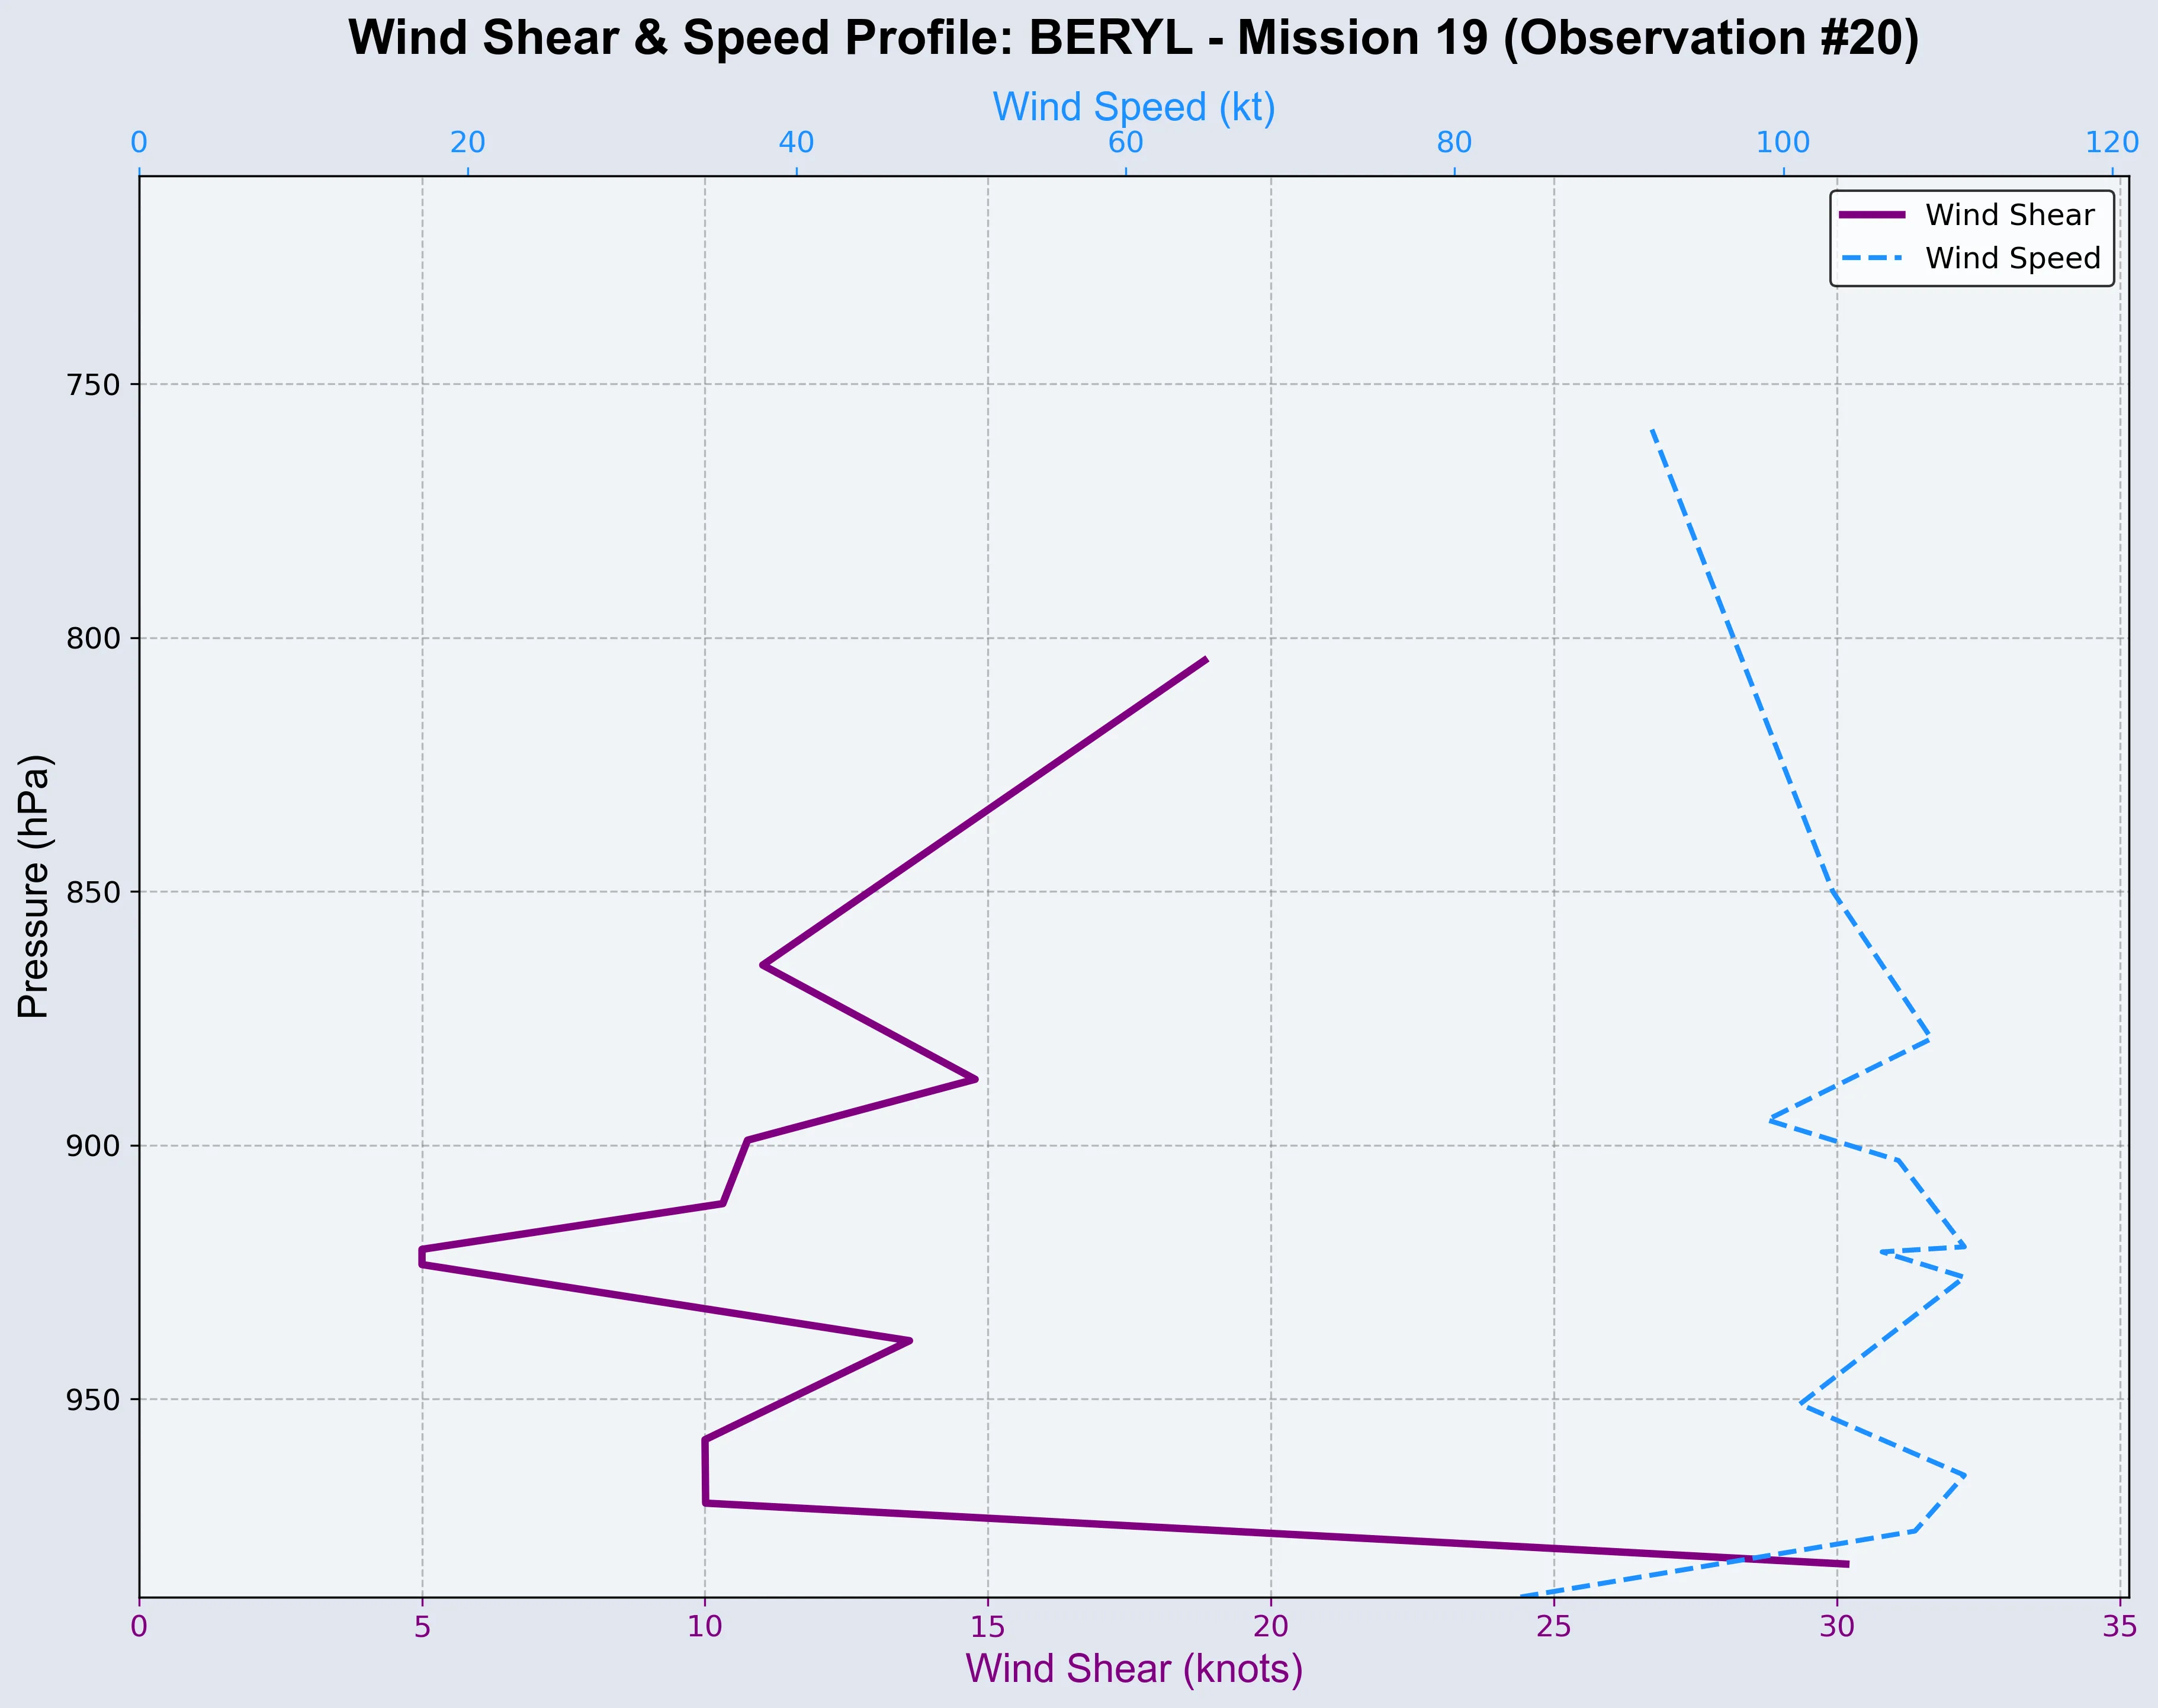 Wind Shear & Speed Profile: BERYL - Mission 19 (Observation #20)
Wind Speed (kt)
0 20 40 60 80 100 120
Wind Shear
Wind Speed
750
800
850
900
950
Pressure (hPa)
0 5 10 15 20 25 30 35
Wind Shear (knots)